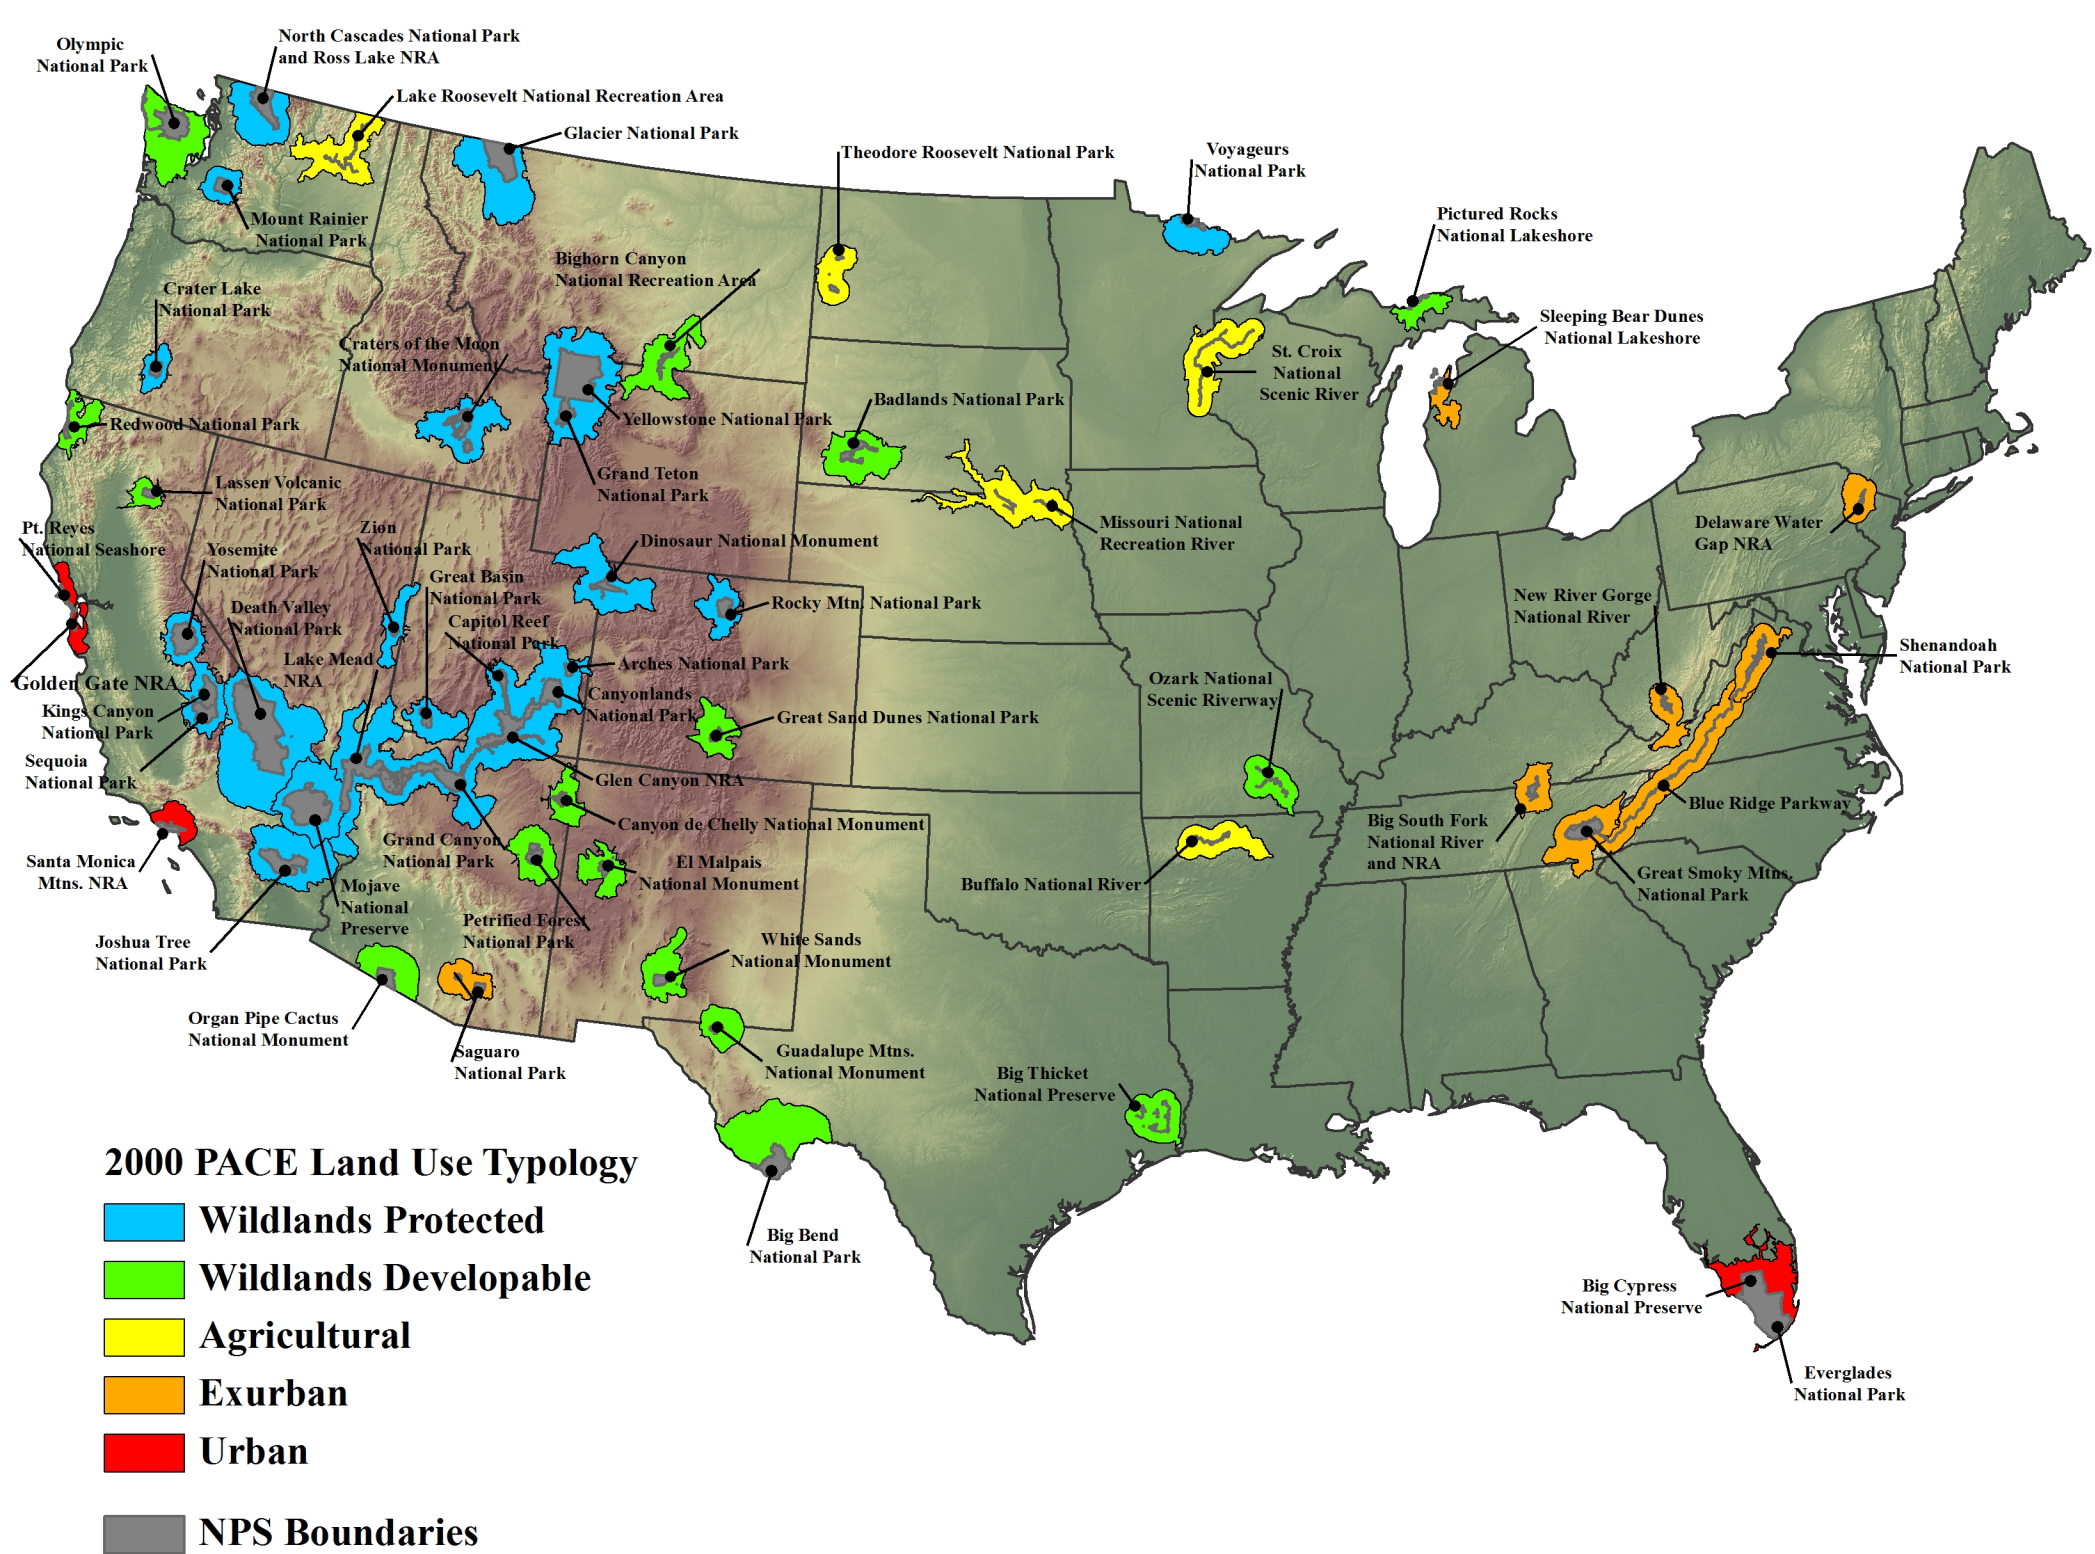 Olympic
National Park
North Cascades National Park
and Ross Lake NRA
Lake Roosevelt National Recreation Area
Glacier National Park
Theodore Roosevelt National Park
Voyageurs
National Park
Pictured Rocks
National Lakeshore
Mount Rainier
National Park
Bighorn Canyon
National Recreation Area
Crater Lake
National Park
Sleeping Bear Dunes
National Lakeshore
Craters of the Moon
National Monument
St. Croix
National
Scenic River
Badlands National Park
Redwood National Park
Yellowstone National Park
Grand Teton
National Park
Lassen Volcanic
National Park
Missouri National
Recreation River
Delaware Water
Gap NRA
Pt. Reyes
National Seashore
Zion
National Park
Yosemite
National Park
Dinosaur National Monument
Great Basin
National Park
Rocky Mtn. National Park
New River Gorge
National River
Death Valley
National Park
Capitol Reef
National Park
Shenandoah
National Park
Lake Mead
NRA
Arches National Park
Golden Gate NRA
Canyonlands
National Park
Ozark National
Scenic Riverway
Kings Canyon
National Park
Great Sand Dunes National Park
Sequoia
National Park
Glen Canyon NRA
Blue Ridge Parkway
Canyon de Chelly National Monument
Big South Fork
National River
and NRA
Grand Canyon
National Park
Santa Monica
Mtns. NRA
El Malpais
National Monument
Buffalo National River
Great Smoky Mtns.
National Park
Mojave
National
Preserve
Petrified Forest
National Park
Joshua Tree
National Park
White Sands
National Monument
Organ Pipe Cactus
National Monument
Saguaro
National Park
Guadalupe Mtns.
National Monument
Big Thicket
National Preserve
Big Bend
National Park
Big Cypress
National Preserve
Everglades
National Park
2000 PACE Land Use Typology
Wildlands Protected
Wildlands Developable
Agricultural
Exurban
Urban
NPS Boundaries